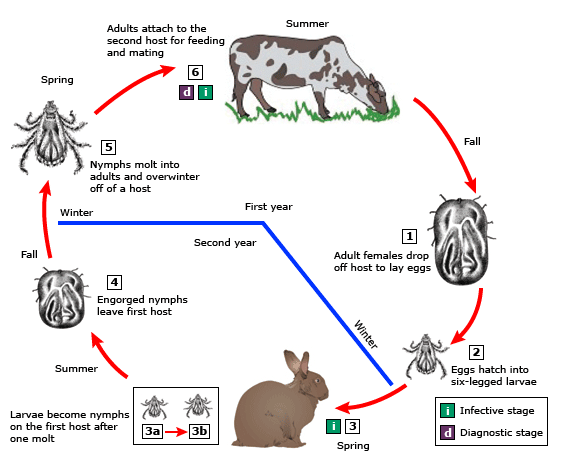 Summer
Adults attach to the
second host for feeding
and mating
6
d i
Spring
5
Nymphs molt into
adults and overwinter
off of a host
Fall
Winter
First year
Second year
1
Adult females drop
off host to lay eggs
Fall
4
Engorged nymphs
leave first host
Winter
2
Eggs hatch into
six-legged larvae
Summer
Larvae become nymphs
on the first host after
one molt
3a 3b
i 3
Spring
i Infective stage
d Diagnostic stage